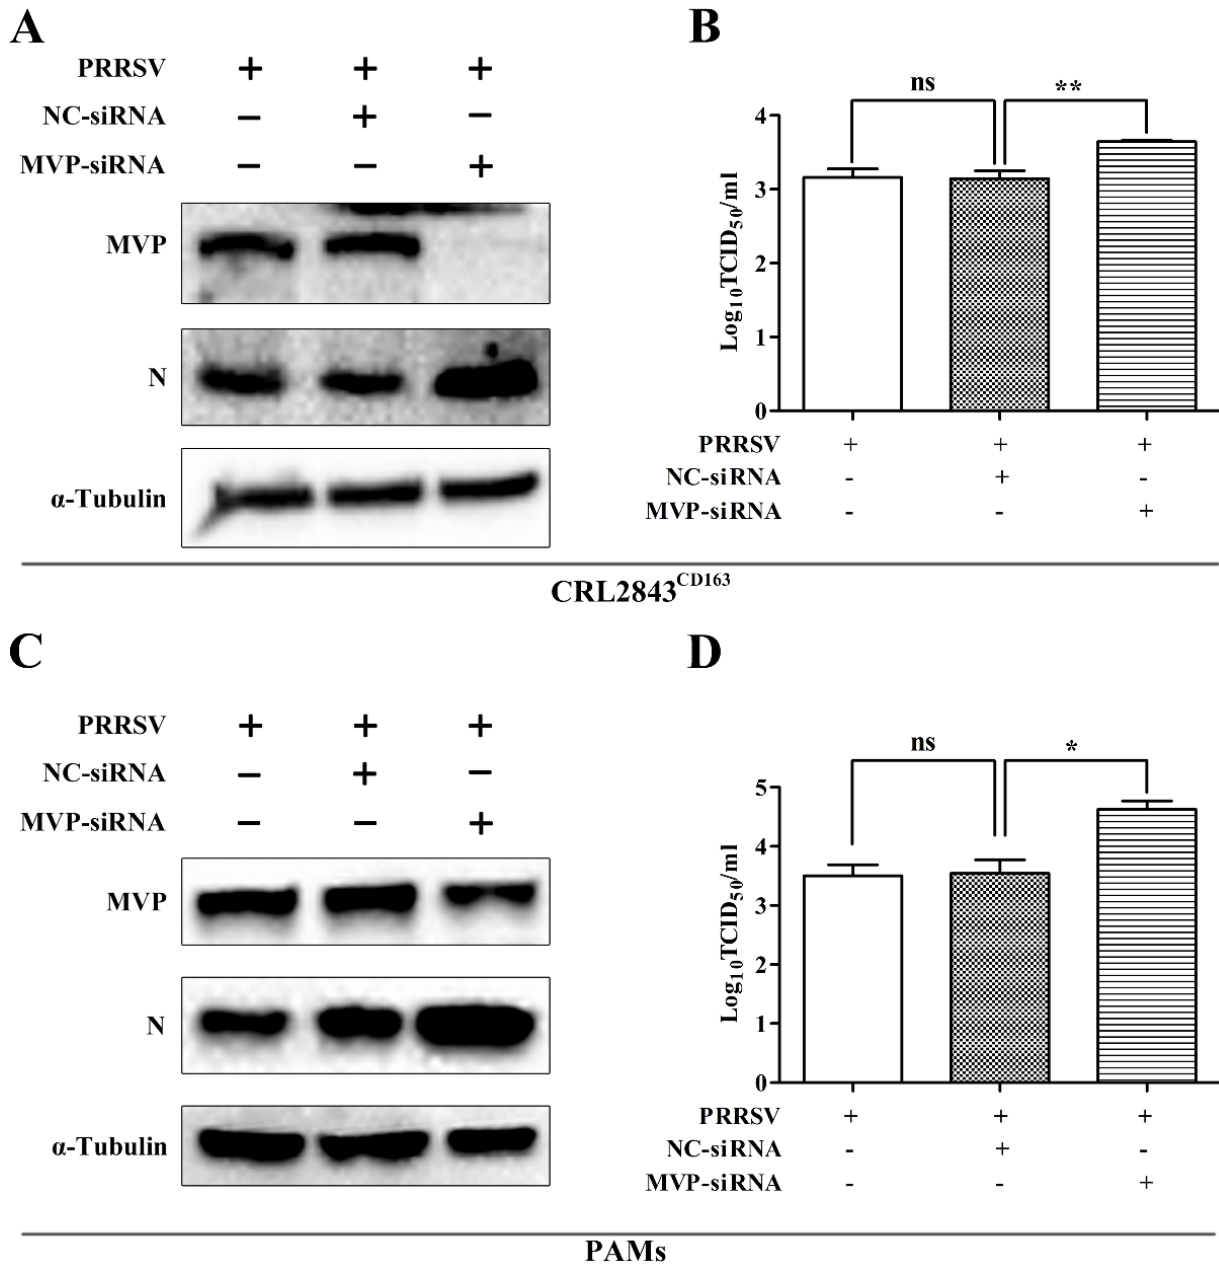 A
PRRSV + + +
NC-siRNA − + −
MVP-siRNA − − +
MVP
N
α-Tubulin
B
ns **
Log10TCID50/ml
4
3
2
1
0
PRRSV + + +
NC-siRNA - + -
MVP-siRNA - - +
CRL2843CD163
C
PRRSV + + +
NC-siRNA − + −
MVP-siRNA − − +
MVP
N
α-Tubulin
D
ns *
Log10TCID50/ml
5
4
3
2
1
0
PRRSV + + +
NC-siRNA - + -
MVP-siRNA - - +
PAMs